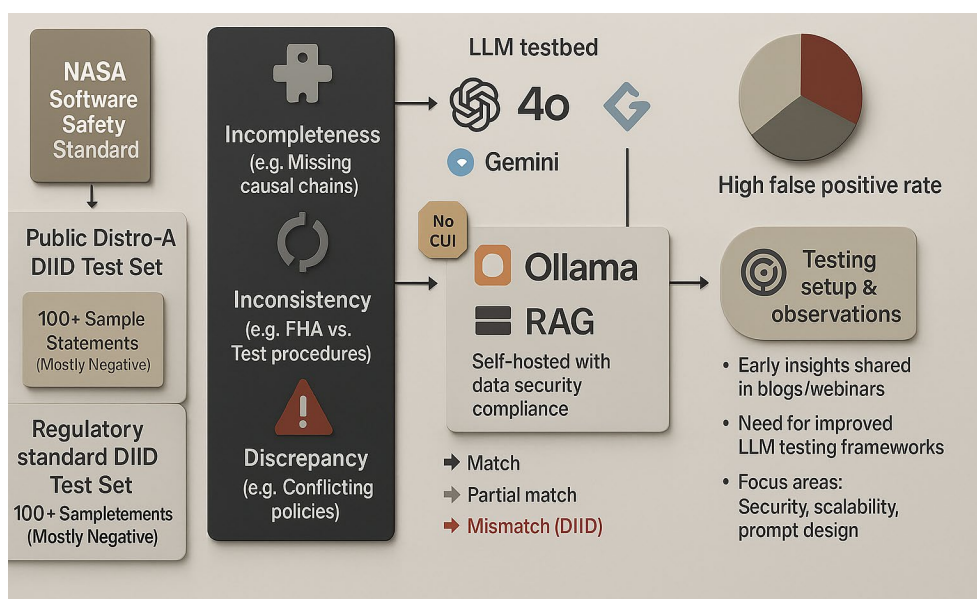 NASA
Software
Safety
Standard
Public Distro-A
DIID Test Set
100+ Sample
Statements
(Mostly Negative)
Regulatory
standard DIID
Test Set
100+ Sampletements
(Mostly Negative)
Incompleteness
(e.g. Missing
causal chains)
Inconsistency
(e.g. FHA vs.
Test procedures)
Discrepancy
(e.g. Conflicting
policies)
LLM testbed
4o
Gemini
No
CUI
Ollama
RAG
Self-hosted with
data security
compliance
Match
Partial match
Mismatch (DIID)
High false positive rate
Testing
setup &
observations
• Early insights shared
in blogs/webinars
• Need for improved
LLM testing frameworks
• Focus areas:
Security, scalability,
prompt design